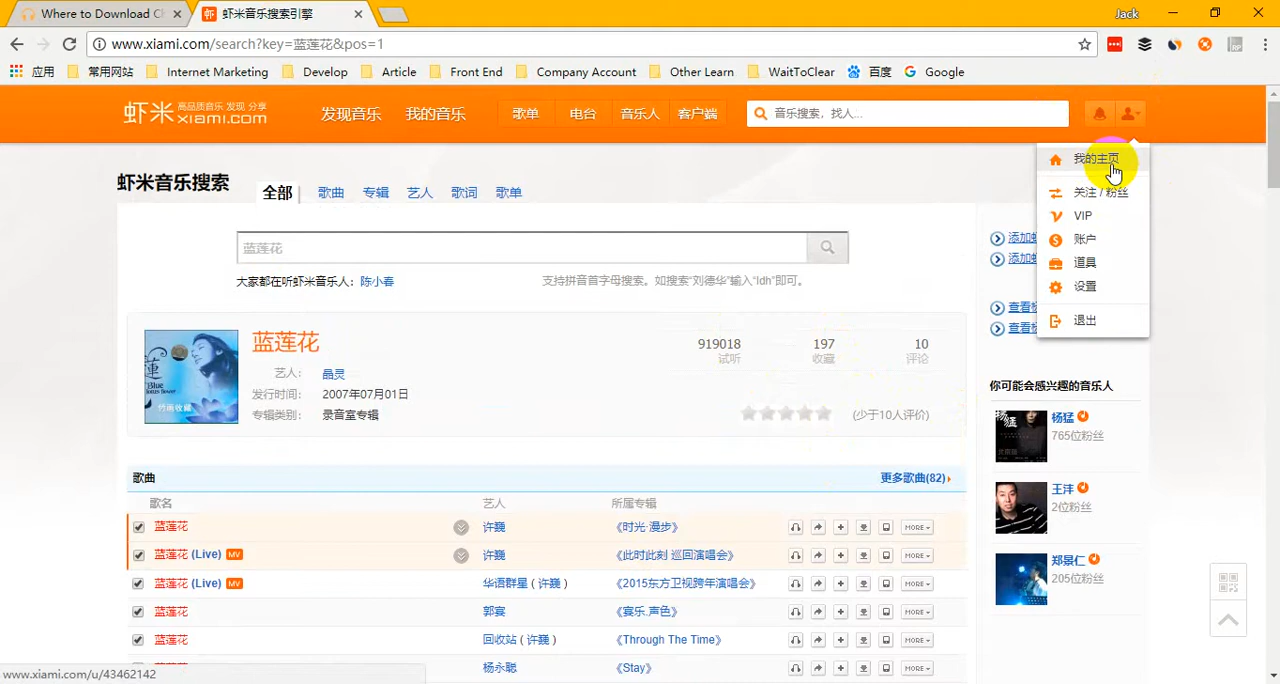 Where to Download Ch
虾米音乐搜索引擎
Jack
www.xiami.com/search?key=蓝莲花&pos=1
应用 常用网站 Internet Marketing Develop Article Front End Company Account Other Learn WaitToClear 百度 Google
虾米 高品质音乐 发现 分享 xiami.com 发现音乐 我的音乐 歌单 电台 音乐人 客户端 音乐搜索，找人...
我的主页
关注 / 粉丝
VIP
账户
道具
设置
退出
虾米音乐搜索 全部 歌曲 专辑 艺人 歌词 歌单
蓝莲花
大家都在听虾米音乐人： 陈小春 支持拼音首字母搜索。如搜索“刘德华”输入“ldh”即可。
添加
添加
查看
查看
蓝莲花 919018 197 10
试听 收藏 评论
艺人： 晶灵
发行时间： 2007年07月01日
专辑类别： 录音室专辑 (少于10人评价)
你可能会感兴趣的音乐人
杨猛
765位粉丝
王沣
2位粉丝
郑景仁
205位粉丝
歌曲 更多歌曲(82)
歌名 艺人 所属专辑
蓝莲花 许巍 《时光·漫步》 MORE
蓝莲花 (Live) MV 许巍 《此时此刻 巡回演唱会》 MORE
蓝莲花 (Live) MV 华语群星 ( 许巍 ) 《2015东方卫视跨年演唱会》 MORE
蓝莲花 郭宴 《宴乐.声色》 MORE
蓝莲花 回收站 ( 许巍 ) 《Through The Time》 MORE
杨永聪 《Stay》 MORE
www.xiami.com/u/43462142